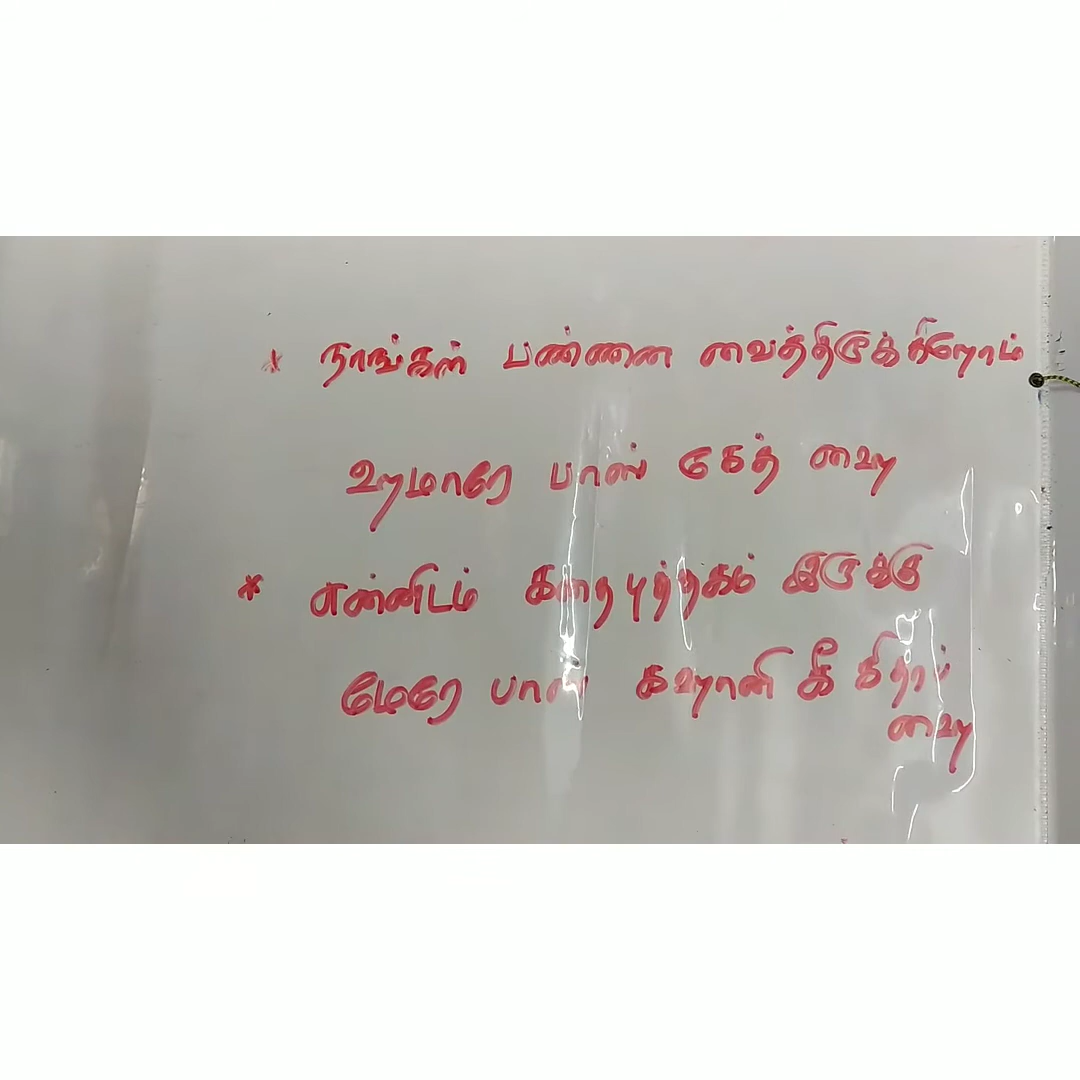 * நாங்கள் பண்ணை வைத்திருக்கிறோம்
ஹமாரே பாஸ் கேத் ஹை
* என்னிடம் கதை புத்தகம் இருக்கு
மேரே பாஸ் கஹானி கீ கிதாப்
ஹை